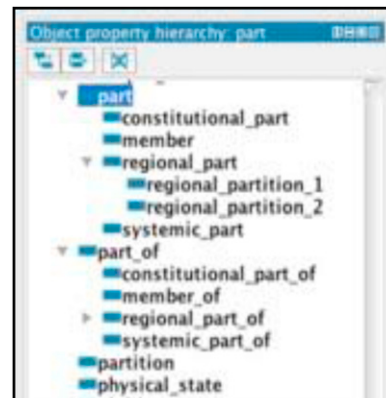 Object property hierarchy: part
part
constitutional_part
member
regional_part
regional_partition_1
regional_partition_2
systemic_part
part_of
constitutional_part_of
member_of
regional_part_of
systemic_part_of
partition
physical_state